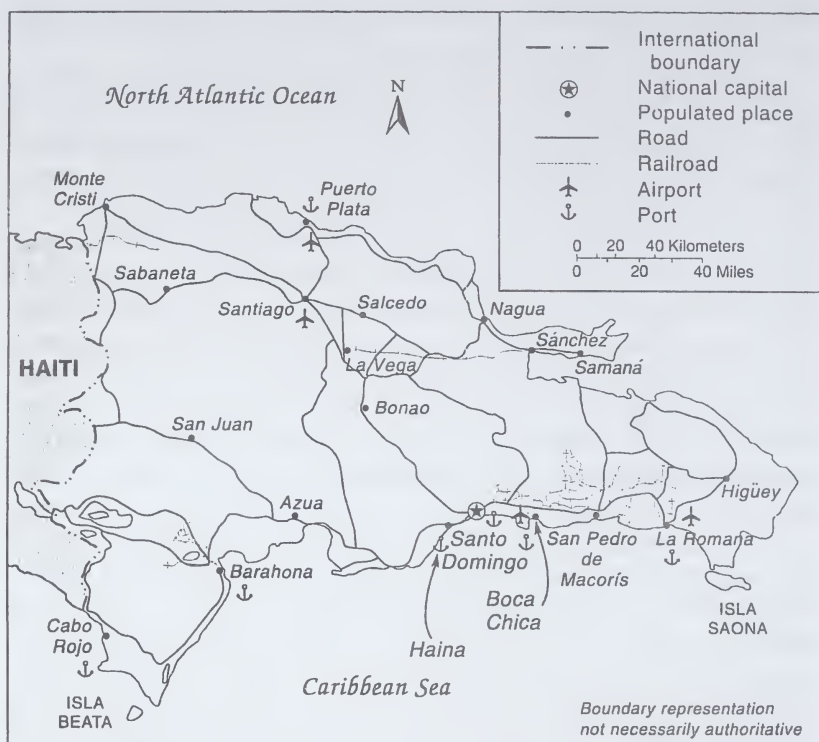 North Atlantic Ocean
N
International
boundary
National capital
Populated place
Road
Railroad
Airport
Port
0 20 40 Kilometers
0 20 40 Miles
Monte
Cristi
Puerto
Plata
Sabaneta
Santiago
Salcedo
Nagua
Sánchez
Samaná
La Vega
HAITI
Bonao
San Juan
Azua
Higüey
Santo
Domingo
San Pedro
de
Macorís
La Romana
Barahona
Boca
Chica
Haina
ISLA
SAONA
Cabo
Rojo
ISLA
BEATA
Caribbean Sea
Boundary representation
not necessarily authoritative